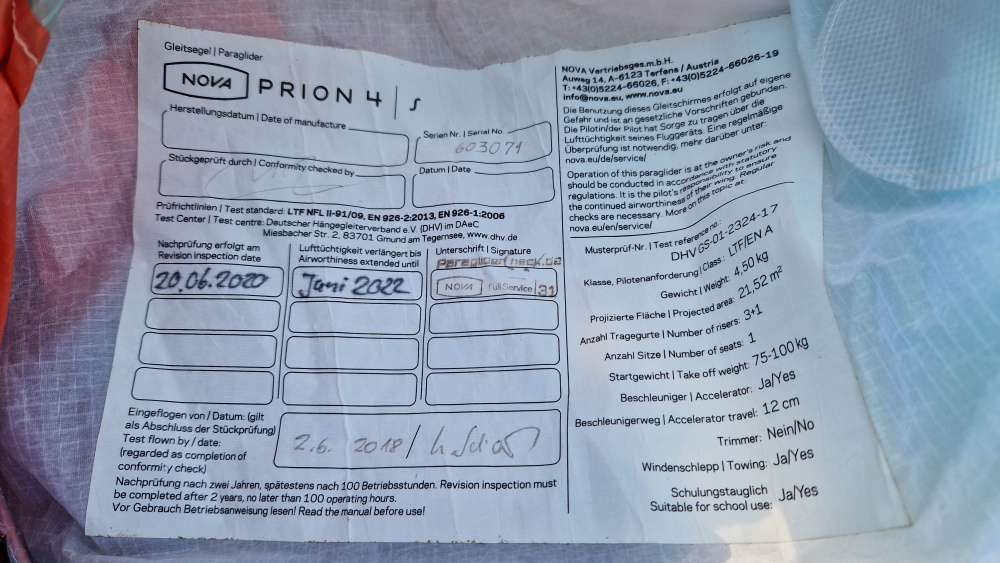 Gleitsegel | Paraglider
NOVA PRION 4 | S
Herstellungsdatum | Date of manufacture
Serien Nr. | Serial No.
603071
Stückgeprüft durch | Conformity checked by
Datum | Date
Prüfrichtlinien | Test standard: LTF NFL II-91/09, EN 926-2:2013, EN 926-1:2006
Test Center | Test centre: Deutscher Hängegleiterverband e.V. (DHV) im DAeC
Miesbacher Str. 2, 83701 Gmund am Tegernsee, www.dhv.de
Nachprüfung erfolgt am
Revision inspection date
Lufttüchtigkeit verlängert bis
Airworthiness extended until
Unterschrift | Signature
20.06.2020
Juni 2022
Paraglidercheck.de
NOVA Full Service 31
Eingeflogen von / Datum: (gilt
als Abschluss der Stückprüfung)
Test flown by / date:
(regarded as completion of
conformity check)
2.6. 2018 /
Nachprüfung nach zwei Jahren, spätestens nach 100 Betriebsstunden. Revision inspection must
be completed after 2 years, no later than 100 operating hours.
Vor Gebrauch Betriebsanweisung lesen! Read the manual before use!
NOVA Vertriebsges.m.b.H.
Auweg 14, A-6123 Terfens / Austria
T: +43(0)5224-66026, F: +43(0)5224-66026-19
info@nova.eu, www.nova.eu
Die Benutzung dieses Gleitschirmes erfolgt auf eigene
Gefahr und ist an gesetzliche Vorschriften gebunden.
Die Pilotin/der Pilot hat Sorge zu tragen über die
Lufttüchtigkeit seines Fluggeräts. Eine regelmäßige
Überprüfung ist notwendig, mehr darüber unter:
nova.eu/de/service/
Operation of this paraglider is at the owner's risk and
should be conducted in accordance with statutory
regulations. It is the pilot's responsibility to ensure
the continued airworthiness of their wing. Regular
checks are necessary. More on this topic at:
nova.eu/en/service/
Musterprüf-Nr. | Test reference no.:
DHV GS-01-2324-17
Klasse, Pilotenanforderung | Class: LTF/EN A
Gewicht | Weight: 4,50 kg
Projizierte Fläche | Projected area: 21,52 m²
Anzahl Tragegurte | Number of risers: 3+1
Anzahl Sitze | Number of seats: 1
Startgewicht | Take off weight: 75-100 kg
Beschleuniger | Accelerator: Ja/Yes
Beschleunigerweg | Accelerator travel: 12 cm
Trimmer: Nein/No
Windenschlepp | Towing: Ja/Yes
Schulungstauglich
Suitable for school use: Ja/Yes